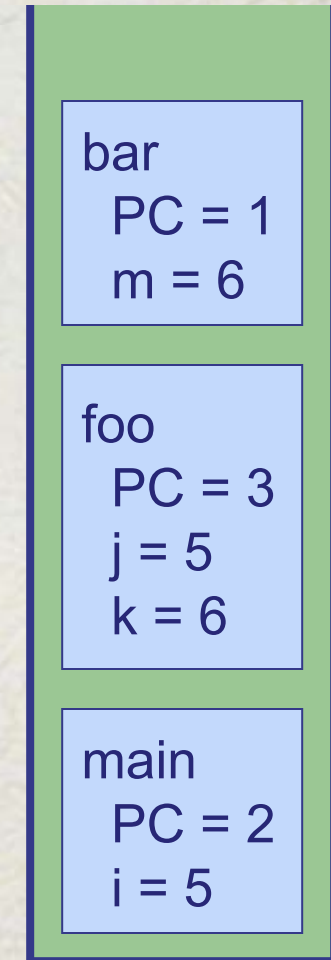 bar
PC = 1
m = 6
foo
PC = 3
j = 5
k = 6
main
PC = 2
i = 5